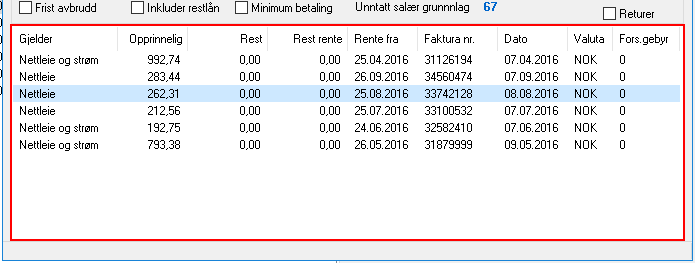 Frist avbrudd Inkluder restlån Minimum betaling Unntatt salær grunnnlag 67 Returer
Gjelder Opprinnelig Rest Rest rente Rente fra Faktura nr. Dato Valuta Fors.gebyr
Nettleie og strøm 992,74 0,00 0,00 25.04.2016 31126194 07.04.2016 NOK 0
Nettleie 283,44 0,00 0,00 26.09.2016 34560474 07.09.2016 NOK 0
Nettleie 262,31 0,00 0,00 25.08.2016 33742128 08.08.2016 NOK 0
Nettleie 212,56 0,00 0,00 25.07.2016 33100532 07.07.2016 NOK 0
Nettleie og strøm 192,75 0,00 0,00 24.06.2016 32582410 07.06.2016 NOK 0
Nettleie og strøm 793,38 0,00 0,00 26.05.2016 31879999 09.05.2016 NOK 0